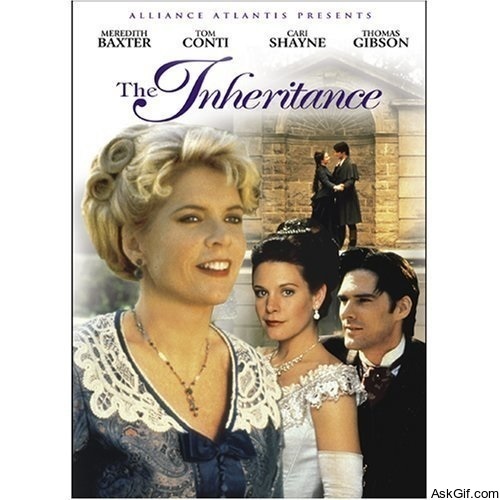 ALLIANCE ATLANTIS PRESENTS
MEREDITH BAXTER
TOM CONTI
CARI SHAYNE
THOMAS GIBSON
The Inheritance
AskGif.com